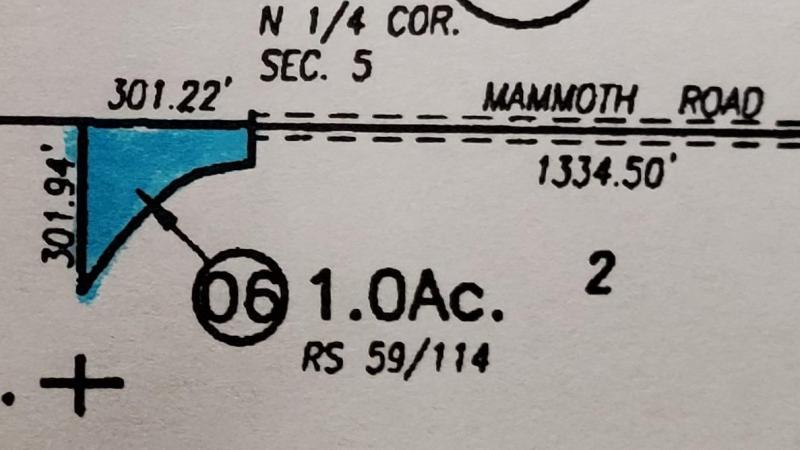 N 1/4 COR.
SEC. 5
301.22'
MAMMOTH ROAD
1334.50'
301.94'
2
06 1.0Ac.
RS 59/114